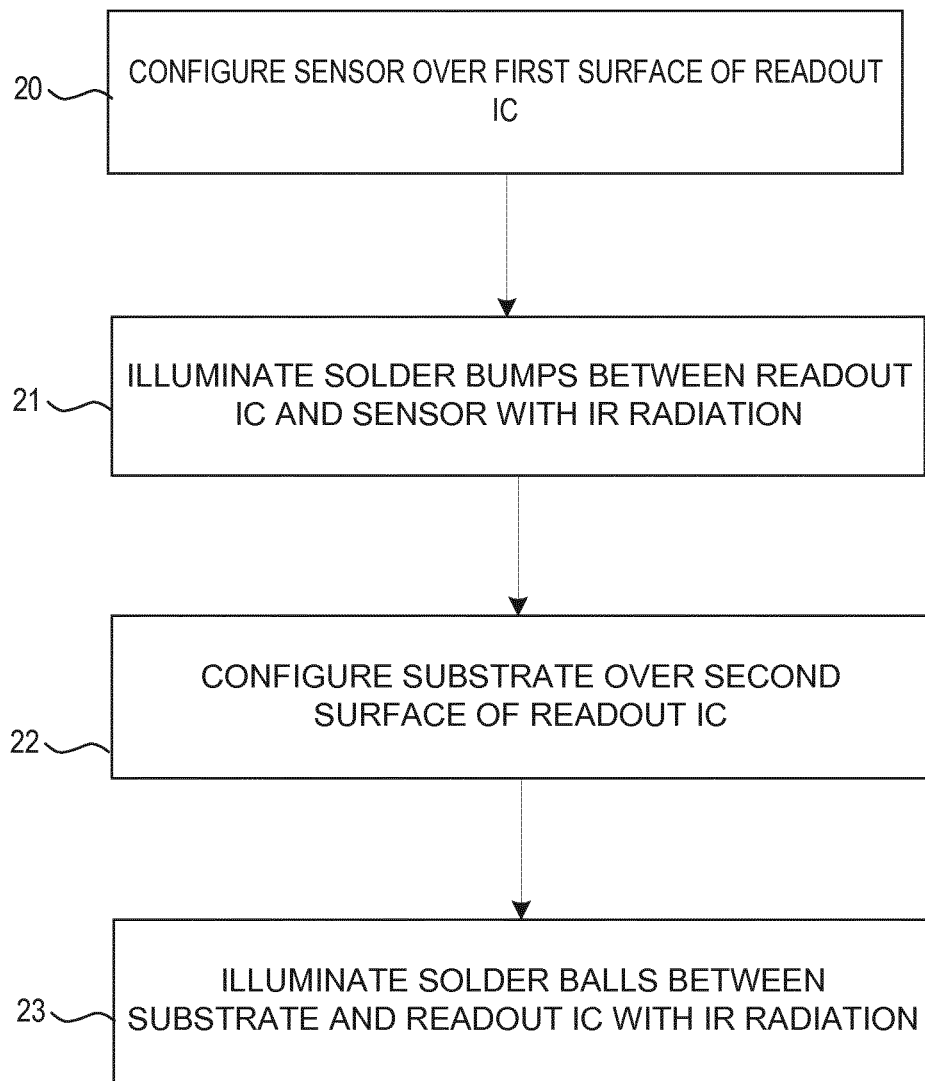 20
CONFIGURE SENSOR OVER FIRST SURFACE OF READOUT
IC
21
ILLUMINATE SOLDER BUMPS BETWEEN READOUT
IC AND SENSOR WITH IR RADIATION
22
CONFIGURE SUBSTRATE OVER SECOND
SURFACE OF READOUT IC
23
ILLUMINATE SOLDER BALLS BETWEEN
SUBSTRATE AND READOUT IC WITH IR RADIATION